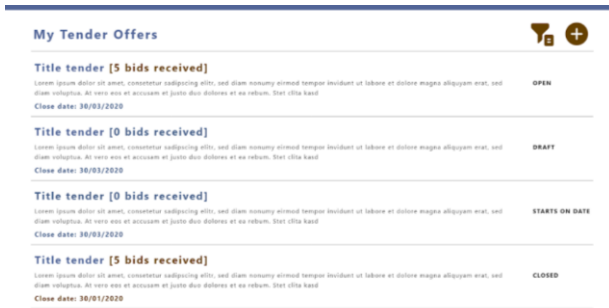 My Tender Offers
Title tender [5 bids received]
Lorem ipsum dolor sit amet, consetetur sadipscing elitr, sed diam nonumy eirmod tempor invidunt ut labore et dolore magna aliquyam erat, sed
OPEN
diam voluptua. At vero eos et accusam et justo duo dolores et ea rebum. Stet clita kasd
Close date: 30/03/2020
Title tender [0 bids received]
Lorem ipsum dolor sit amet, consetetur sadipscing elitr, sed diam nonumy eirmod tempor invidunt ut labore et dolore magna aliquyam erat, sed
DRAFT
diam voluptua. At vero eos et accusam et justo duo dolores et ea rebum. Stet clita kasd
Close date: 30/03/2020
Title tender [0 bids received]
Lorem ipsum dolor sit amet, consetetur sadipscing elitr, sed diam nonumy eirmod tempor invidunt ut labore et dolore magna aliquyam erat, sed
STARTS ON DATE
diam voluptua. At vero eos et accusam et justo duo dolores et ea rebum. Stet clita kasd
Close date: 30/03/2020
Title tender [5 bids received]
Lorem ipsum dolor sit amet, consetetur sadipscing elitr, sed diam nonumy eirmod tempor invidunt ut labore et dolore magna aliquyam erat, sed
CLOSED
diam voluptua. At vero eos et accusam et justo duo dolores et ea rebum. Stet clita kasd
Close date: 30/01/2020